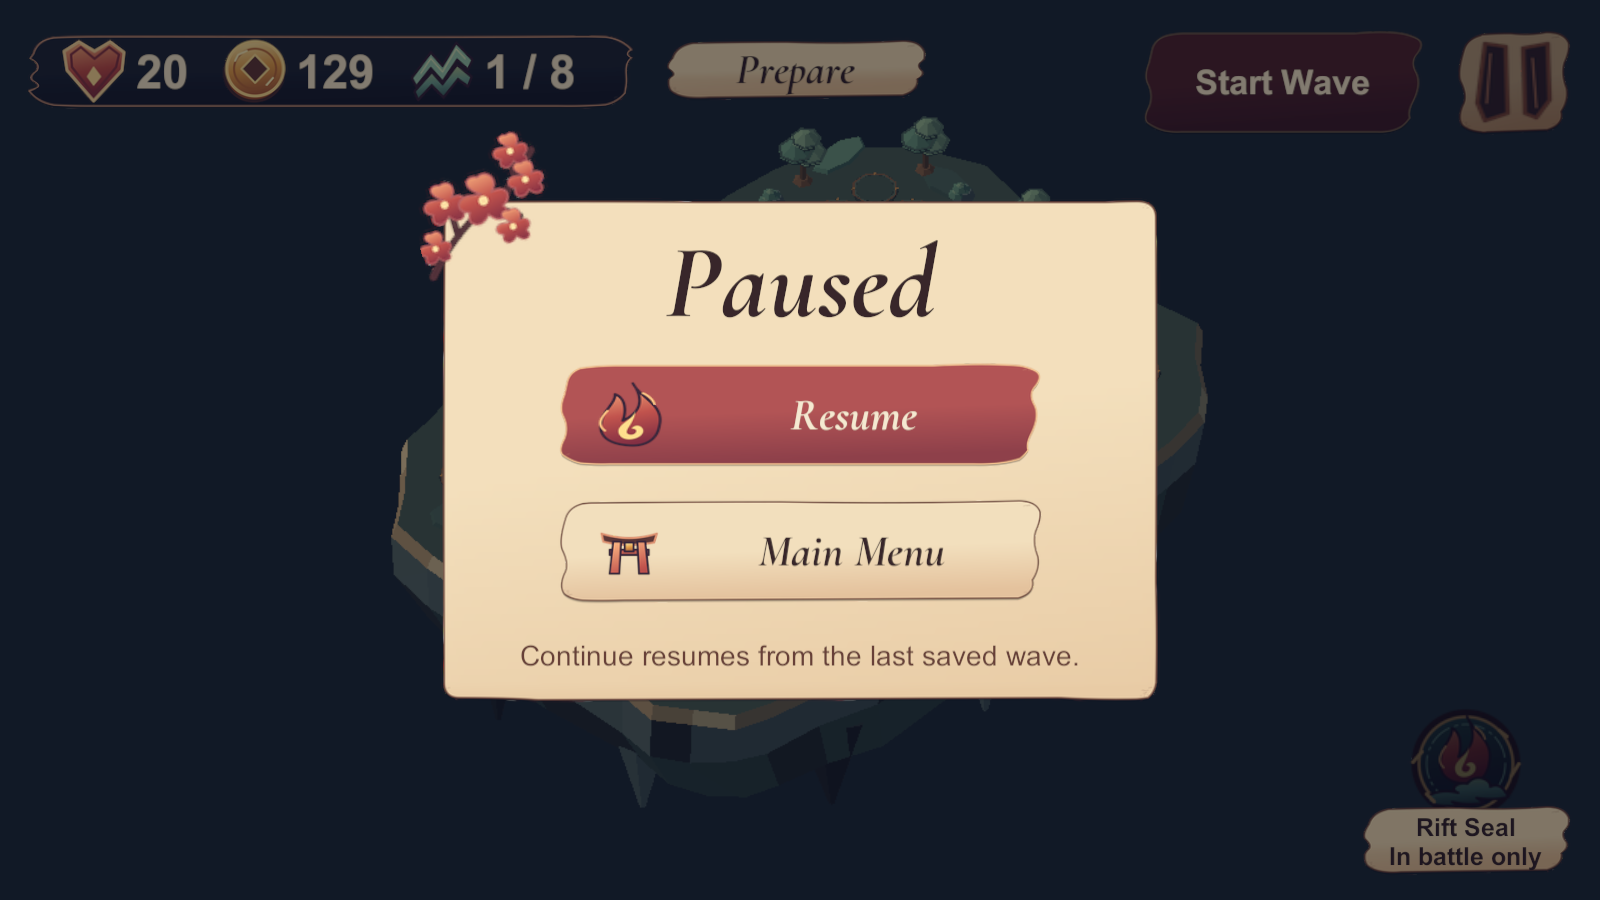 20
129
1 / 8
Prepare
Start Wave
Paused
Resume
Main Menu
Continue resumes from the last saved wave.
Rift Seal
In battle only